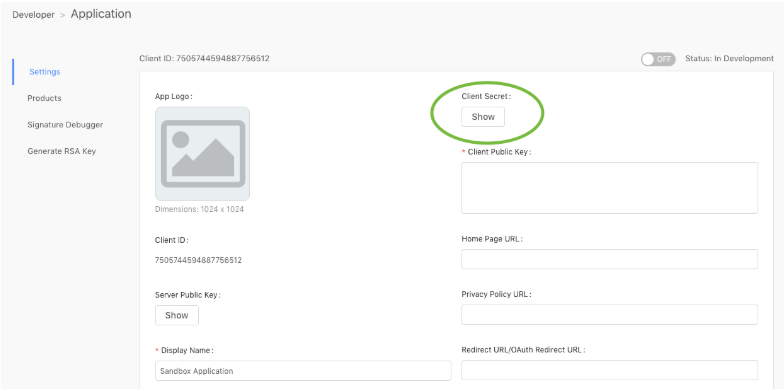 Developer > Application
Client ID: 7505744594887756512
OFF Status: In Development
Settings
Products
Signature Debugger
Generate RSA Key
App Logo:
Dimensions: 1024 x 1024
Client ID:
7505744594887756512
Server Public Key:
Show
* Display Name:
Sandbox Application
Client Secret:
Show
* Client Public Key:
Home Page URL:
Privacy Policy URL:
Redirect URL/OAuth Redirect URL: